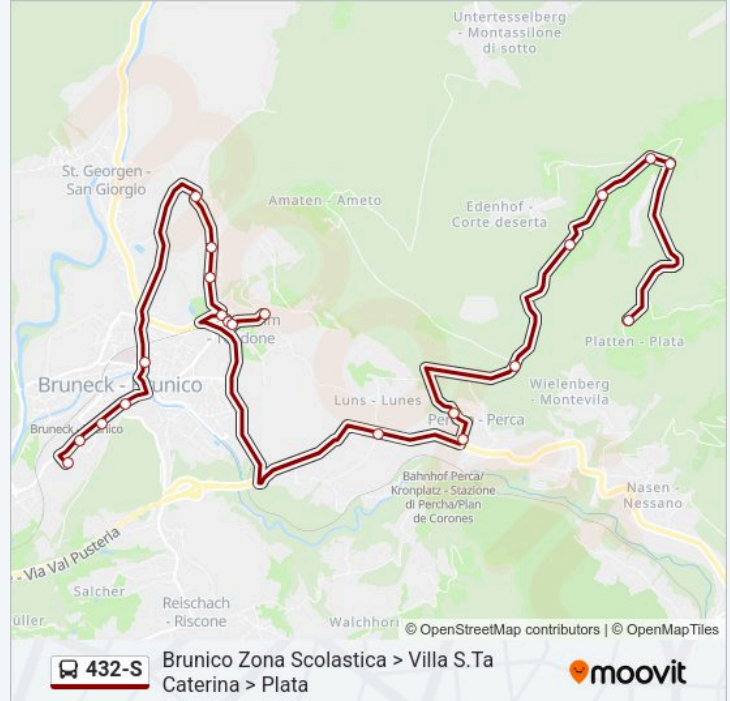 Untertesselberg
- Montassilone
di sotto
St. Georgen -
San Giorgio
Amaten - Ameto
Edenhof -
Corte deserta
Platten - Plata
Bruneck -
Luns - Lunes
Wielenberg
- Montevila
- Perca
Bahnhof Percha/
Kronplatz - Stazione
di Percha/Plan
de Corones
Nasen -
Nessano
- Via Val Pusteria
Salcher
Reischach
- Riscone
Walchhori
© OpenStreetMap contributors | © OpenMapTiles
432-S
Brunico Zona Scolastica > Villa S.Ta
Caterina > Plata
moovit